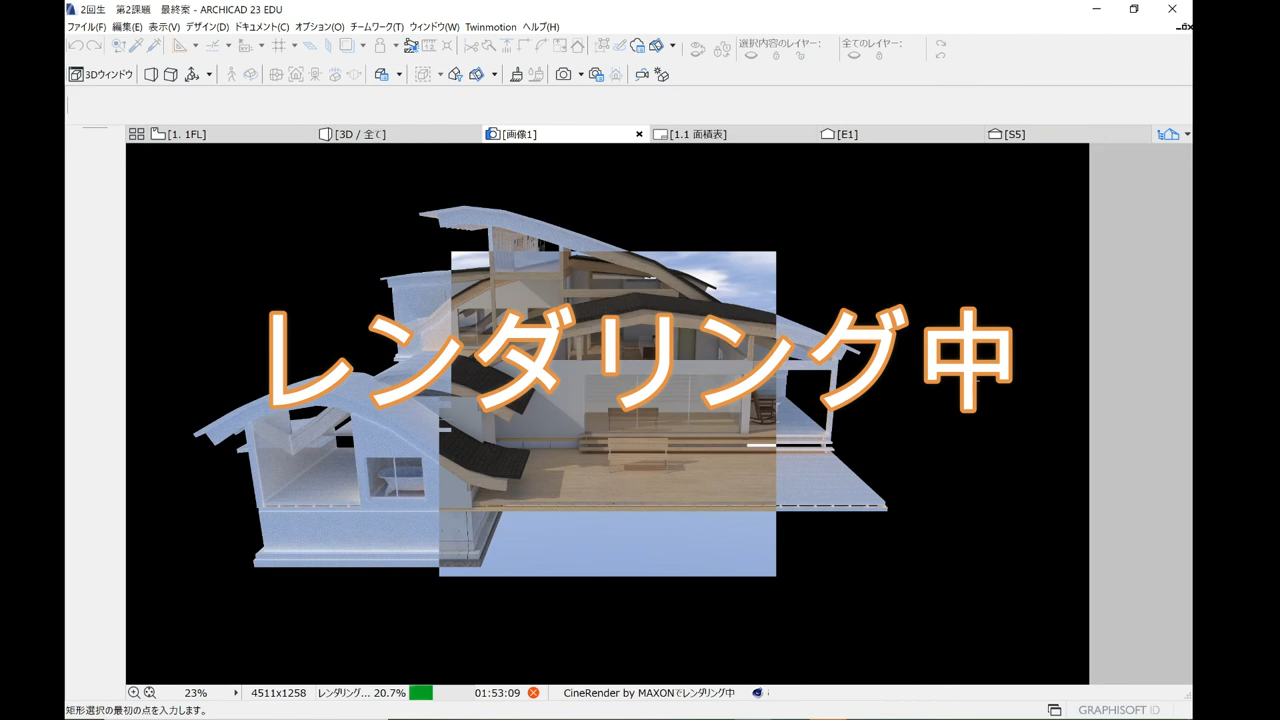 2回生 第2課題 最終案 - ARCHICAD 23 EDU
ファイル(F) 編集(E) 表示(V) デザイン(D) ドキュメント(C) オプション(O) チームワーク(T) ウィンドウ(W) Twinmotion ヘルプ(H)
選択内容のレイヤー: 全てのレイヤー:
3Dウィンドウ
[1. 1FL] [3D / 全て] [画像1] [1.1 面積表] [E1] [S5]
レンダリング中
23% 4511x1258 レンダリング... 20.7% 01:53:09 CineRender by MAXONでレンダリング中
矩形選択の最初の点を入力します。 GRAPHISOFT ID